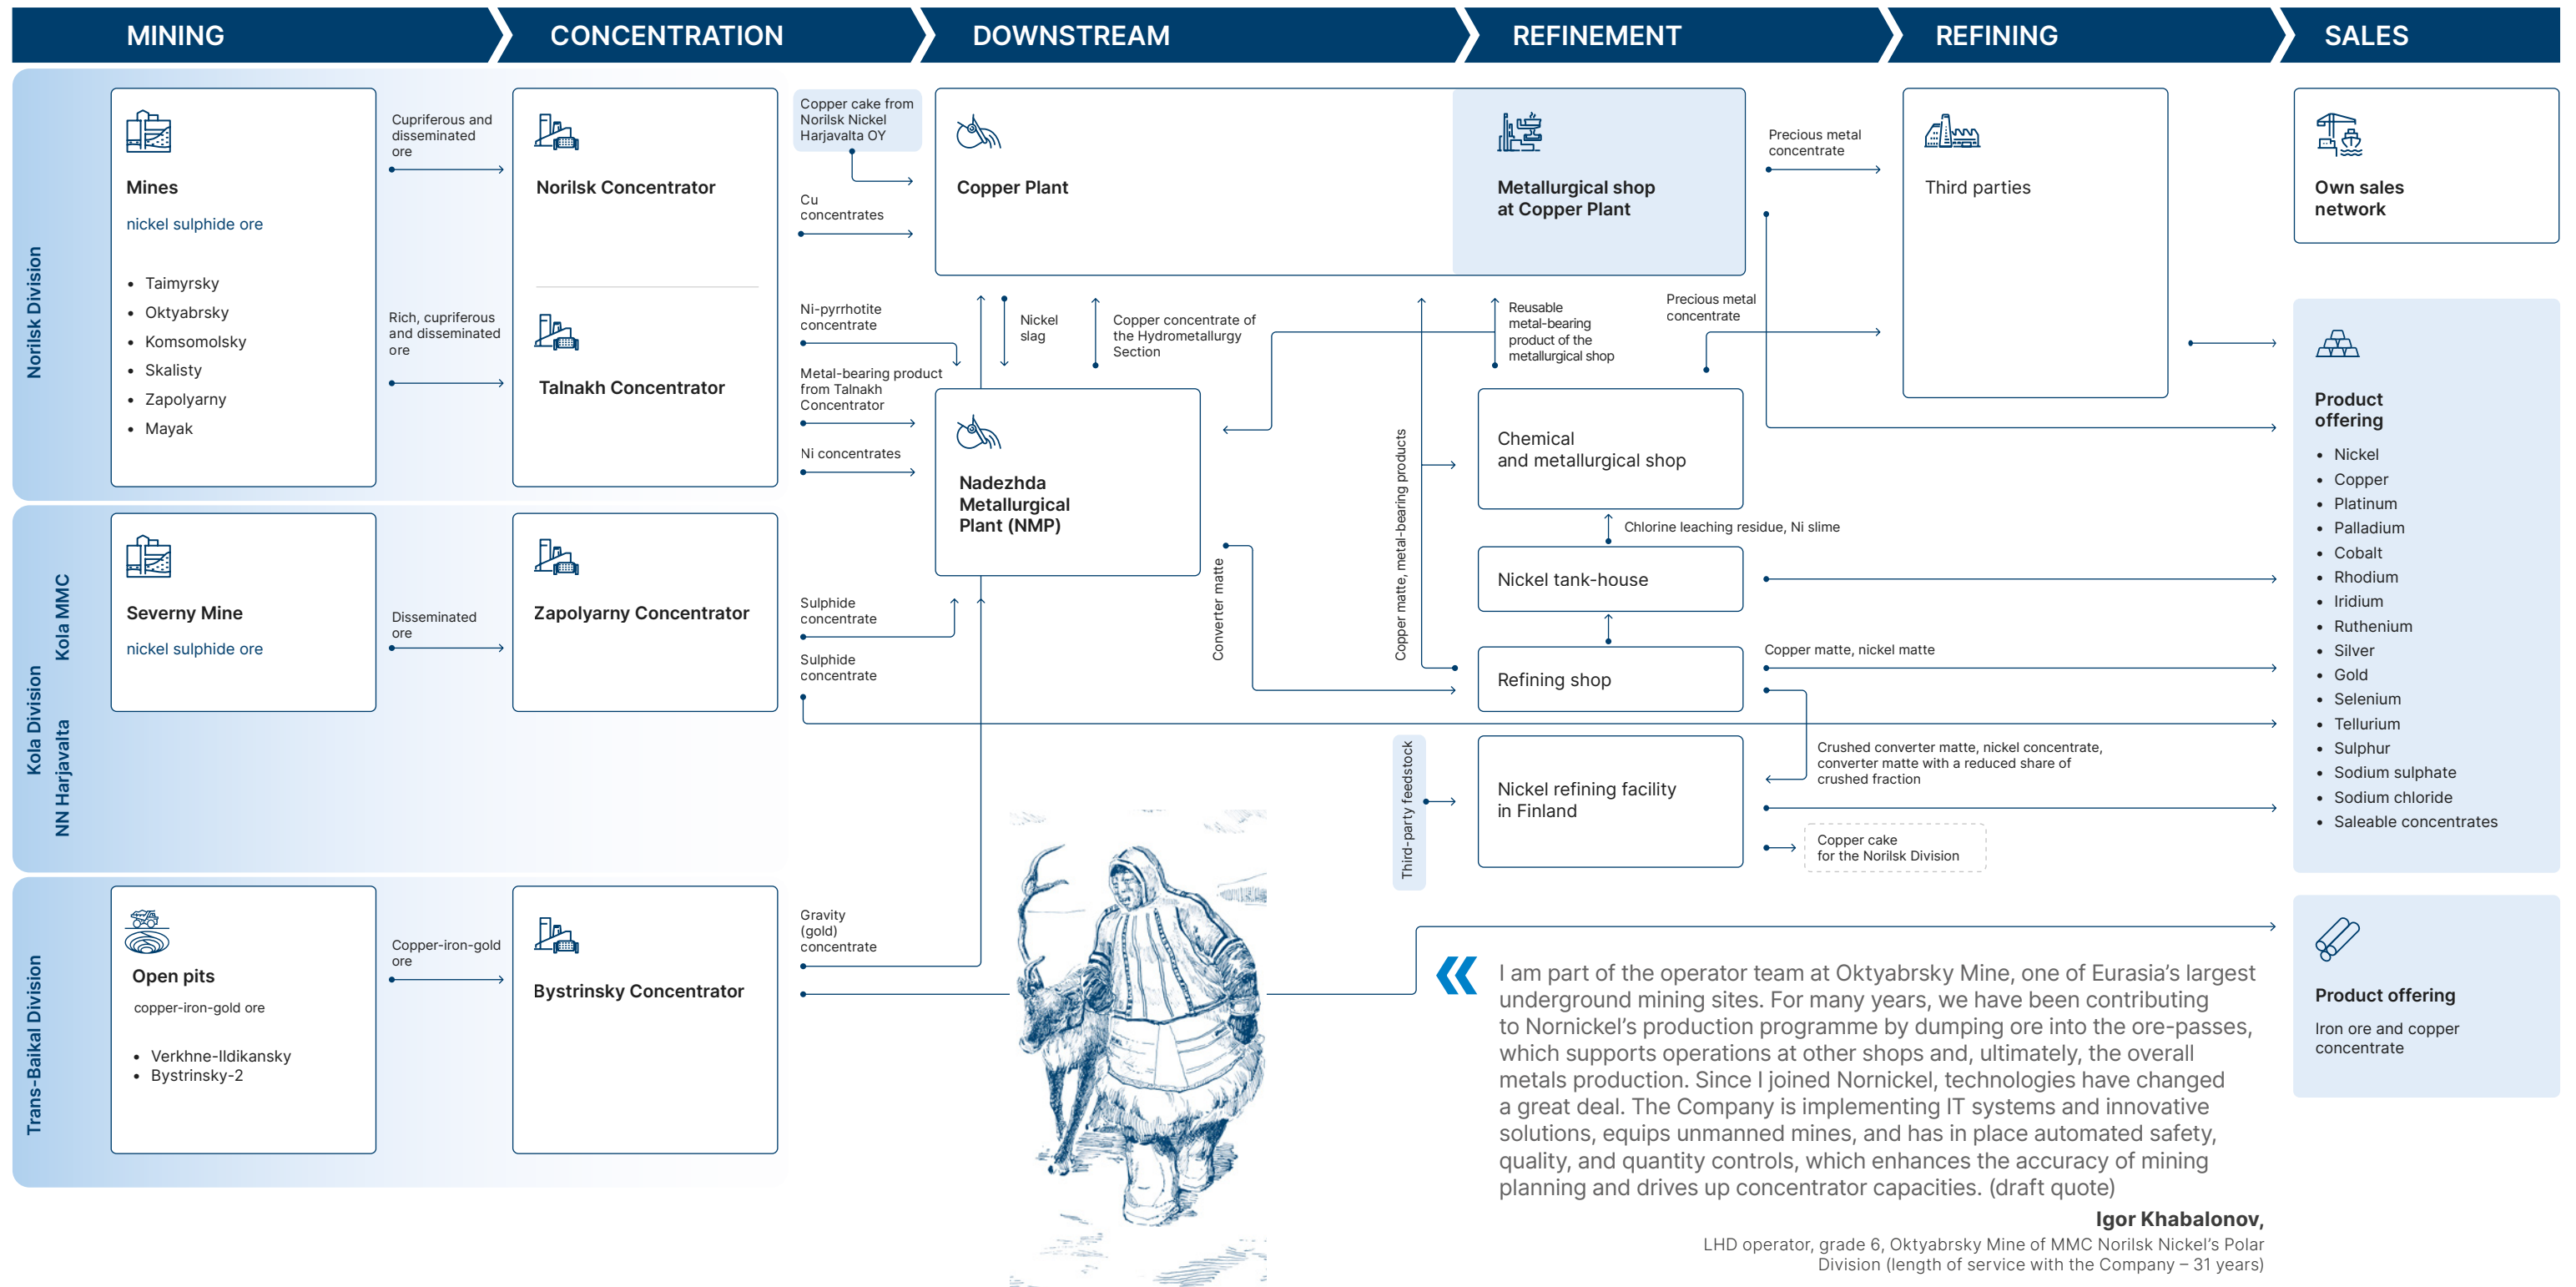 MINING
CONCENTRATION
DOWNSTREAM
REFINEMENT
REFINING
SALES
Norilsk Division
Mines
nickel sulphide ore
• Taimyrsky
• Oktyabrsky
• Komsomolsky
• Skalisty
• Zapolyarny
• Mayak
Cupriferous and
disseminated
ore
Rich, cupriferous
and disseminated
ore
Norilsk Concentrator
Talnakh Concentrator
Copper cake from
Norilsk Nickel
Harjavalta OY
Cu
concentrates
Ni-pyrrhotite
concentrate
Metal-bearing product
from Talnakh
Concentrator
Ni concentrates
Copper Plant
Metallurgical shop
at Copper Plant
Nickel
slag
Copper concentrate of
the Hydrometallurgy
Section
Reusable
metal-bearing
product of the
metallurgical shop
Precious metal
concentrate
Precious metal
concentrate
Third parties
Own sales
network
Nadezhda
Metallurgical
Plant (NMP)
Converter matte
Copper matte, metal-bearing products
Chemical
and metallurgical shop
Chlorine leaching residue, Ni slime
Nickel tank-house
Refining shop
Copper matte, nickel matte
Crushed converter matte, nickel concentrate,
converter matte with a reduced share of
crushed fraction
Third-party feedstock
Nickel refining facility
in Finland
Copper cake
for the Norilsk Division
Product
offering
• Nickel
• Copper
• Platinum
• Palladium
• Cobalt
• Rhodium
• Iridium
• Ruthenium
• Silver
• Gold
• Selenium
• Tellurium
• Sulphur
• Sodium sulphate
• Sodium chloride
• Saleable concentrates
Kola Division
Kola MMC
NN Harjavalta
Severny Mine
nickel sulphide ore
Disseminated
ore
Zapolyarny Concentrator
Sulphide
concentrate
Sulphide
concentrate
Trans-Baikal Division
Open pits
copper-iron-gold ore
• Verkhne-Ildikansky
• Bystrinsky-2
Copper-iron-gold
ore
Bystrinsky Concentrator
Gravity
(gold)
concentrate
Product offering
Iron ore and copper
concentrate
« I am part of the operator team at Oktyabrsky Mine, one of Eurasia’s largest
underground mining sites. For many years, we have been contributing
to Nornickel’s production programme by dumping ore into the ore-passes,
which supports operations at other shops and, ultimately, the overall
metals production. Since I joined Nornickel, technologies have changed
a great deal. The Company is implementing IT systems and innovative
solutions, equips unmanned mines, and has in place automated safety,
quality, and quantity controls, which enhances the accuracy of mining
planning and drives up concentrator capacities. (draft quote)
Igor Khabalonov,
LHD operator, grade 6, Oktyabrsky Mine of MMC Norilsk Nickel’s Polar
Division (length of service with the Company – 31 years)